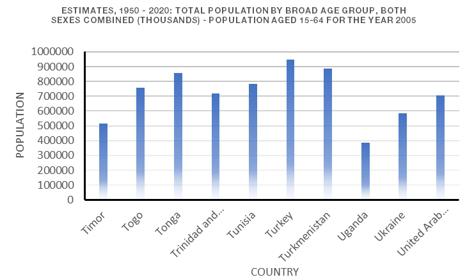 ESTIMATES, 1950 - 2020: TOTAL POPULATION BY BROAD AGE GROUP, BOTH
SEXES COMBINED (THOUSANDS) - POPULATION AGED 15-64 FOR THE YEAR 2005
1000000
900000
800000
700000
600000
500000
400000
300000
200000
100000
0
POPULATION
Timor
Togo
Tonga
Trinidad and...
Tunisia
Turkey
Turkmenistan
Uganda
Ukraine
United Arab...
COUNTRY